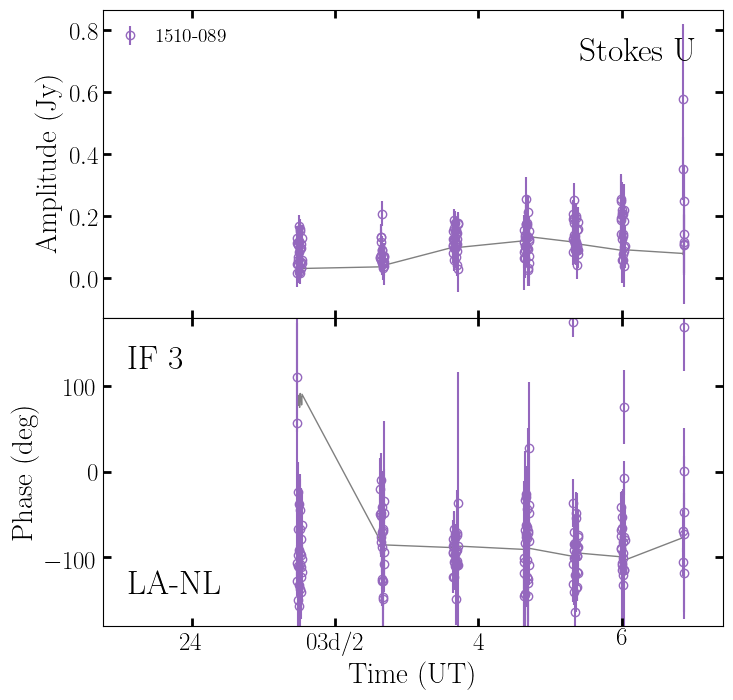 0.8
1510-089
Stokes U
0.6
0.4
0.2
0.0
Amplitude (Jy)
IF 3
100
0
−100
Phase (deg)
LA-NL
24
03d/2
4
6
Time (UT)